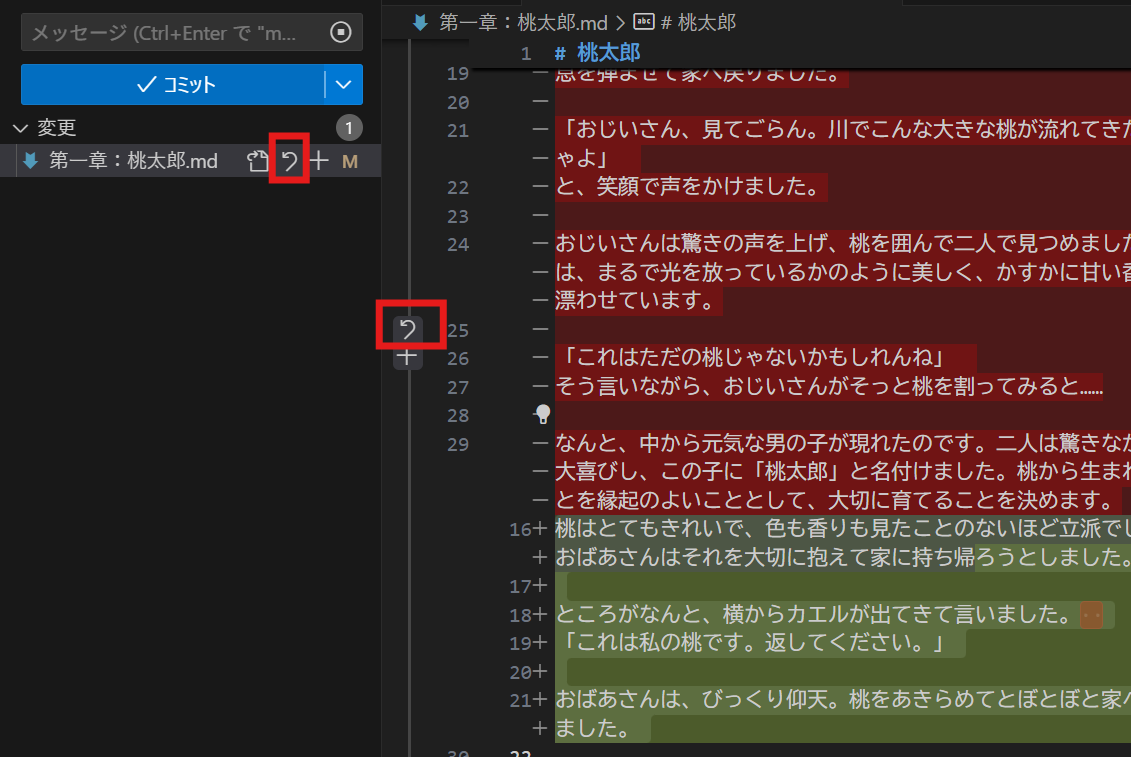 メッセージ (Ctrl+Enter で "m...
コミット
変更
1
第一章：桃太郎.md
M
第一章：桃太郎.md > abc # 桃太郎
1 # 桃太郎
19 − 息を弾ませて家へ戻りました。
20 −
21 − 「おじいさん、見てごらん。川でこんな大きな桃が流れてきた
− ゃよ」
22 − と、笑顔で声をかけました。
23 −
24 − おじいさんは驚きの声を上げ、桃を囲んで二人で見つめました
− は、まるで光を放っているかのように美しく、かすかに甘い香
− 漂わせています。
25 −
26 − 「これはただの桃じゃないかもしれんね」
27 − そう言いながら、おじいさんがそっと桃を割ってみると……
28
29 − なんと、中から元気な男の子が現れたのです。二人は驚きなが
− 大喜びし、この子に「桃太郎」と名付けました。桃から生まれ
− とを縁起のよいこととして、大切に育てることを決めます。
16+ 桃はとてもきれいで、色も香りも見たことのないほど立派でし
+ おばあさんはそれを大切に抱えて家に持ち帰ろうとしました。
17+
18+ ところがなんと、横からカエルが出てきて言いました。
19+ 「これは私の桃です。返してください。」
20+
21+ おばあさんは、びっくり仰天。桃をあきらめてとぼとぼと家へ
+ ました。
30 22